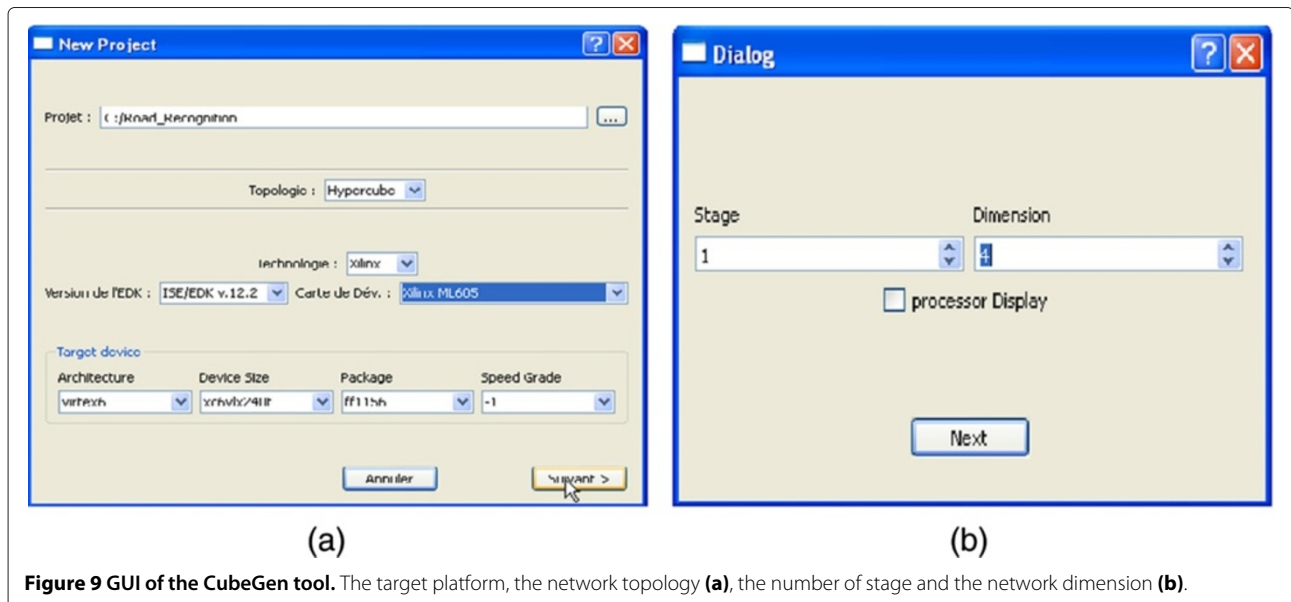 New Project
Projet : C:/Road_Recognition ...
Topologie : Hypercube
Technologie : Xilinx
Version de l'EDK : ISE/EDK v.12.2 Carte de Dév. : Xilinx ML605
Target device
Architecture Device Size Package Speed Grade
virtex6 xc6vlx240t ff1156 -1
Annuler Suivant >
(a)
Dialog
Stage Dimension
1 4
processor Display
Next
(b)
Figure 9 GUI of the CubeGen tool. The target platform, the network topology (a), the number of stage and the network dimension (b).